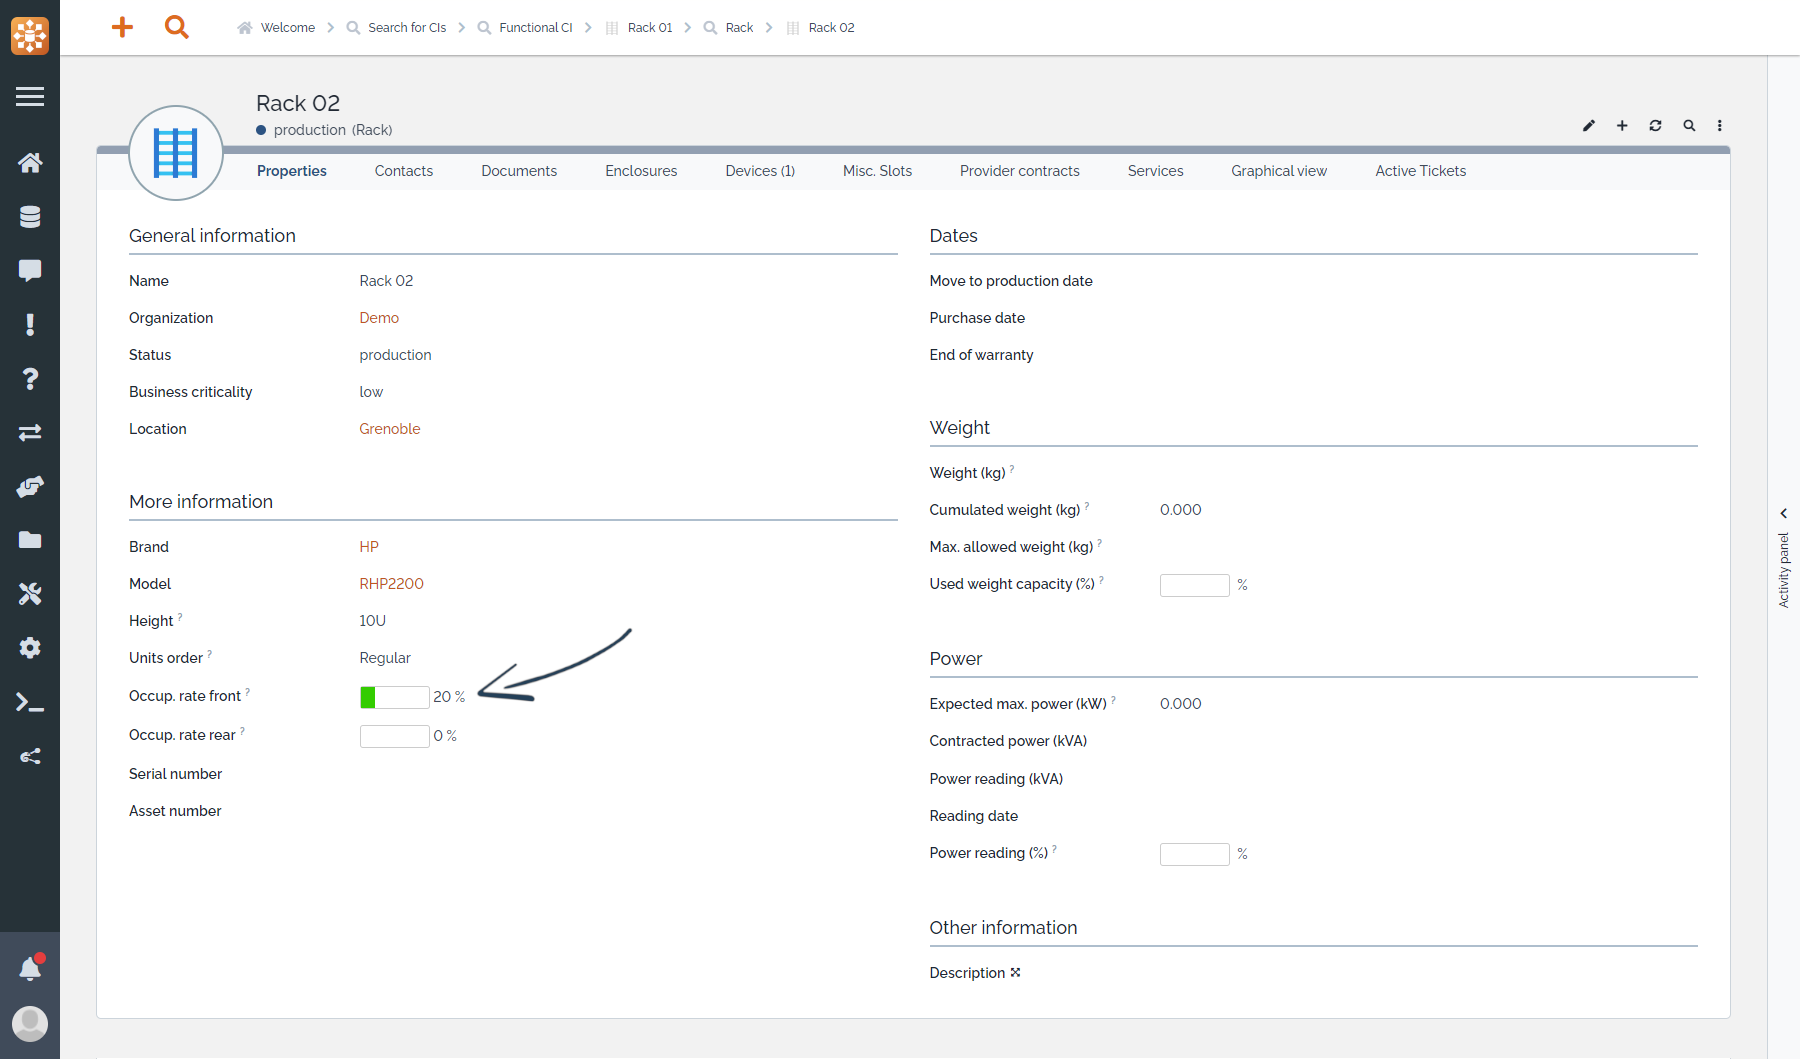 Welcome > Search for CIs > Functional CI > Rack 01 > Rack > Rack 02
Rack 02
production (Rack)
Properties Contacts Documents Enclosures Devices (1) Misc. Slots Provider contracts Services Graphical view Active Tickets
General information
Name Rack 02
Organization Demo
Status production
Business criticality low
Location Grenoble
More information
Brand HP
Model RHP2200
Height ? 10U
Units order ? Regular
Occup. rate front ? 20 %
Occup. rate rear ? 0 %
Serial number
Asset number
Dates
Move to production date
Purchase date
End of warranty
Weight
Weight (kg) ?
Cumulated weight (kg) ? 0.000
Max. allowed weight (kg) ?
Used weight capacity (%) ? %
Power
Expected max. power (kW) ? 0.000
Contracted power (kVA)
Power reading (kVA)
Reading date
Power reading (%) ? %
Other information
Description
Activity panel